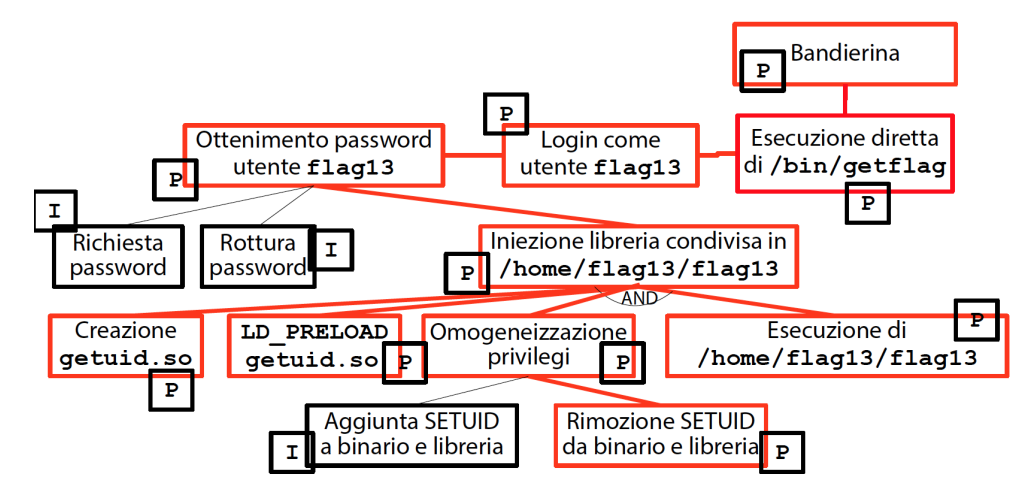 Bandierina
P
P
Ottenimento password
utente flag13
P
Login come
utente flag13
Esecuzione diretta
di /bin/getflag
P
I
Richiesta
password
Rottura
password
I
Iniezione libreria condivisa in
/home/flag13/flag13
P
AND
Creazione
getuid.so
P
LD_PRELOAD
getuid.so
P
Omogeneizzazione
privilegi
P
Esecuzione di
/home/flag13/flag13
P
Aggiunta SETUID
a binario e libreria
I
Rimozione SETUID
da binario e libreria
P